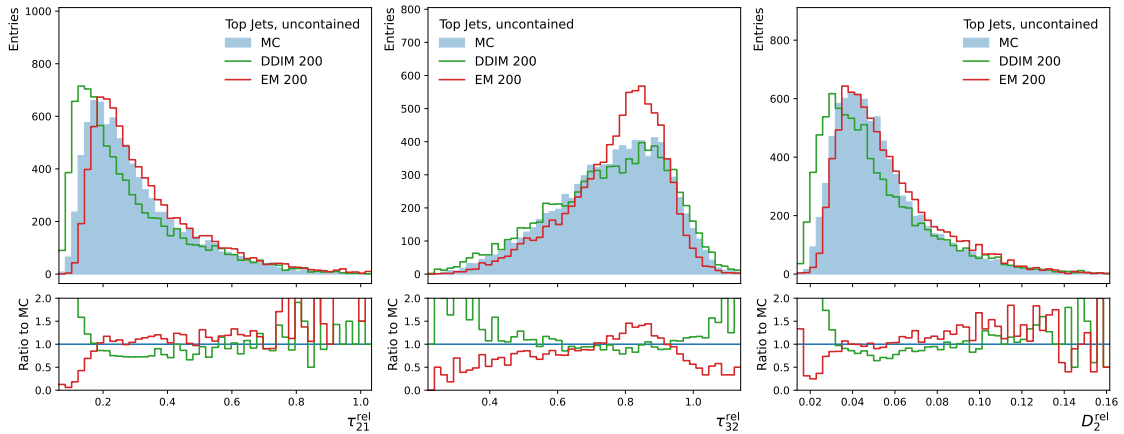 Entries
1000
800
600
400
200
0
Top Jets, uncontained
MC
DDIM 200
EM 200
Ratio to MC
2.0
1.5
1.0
0.5
0.0
0.2 0.4 0.6 0.8 1.0
τ₂₁^rel
Entries
800
700
600
500
400
300
200
100
0
Top Jets, uncontained
MC
DDIM 200
EM 200
Ratio to MC
2.0
1.5
1.0
0.5
0.0
0.4 0.6 0.8 1.0
τ₃₂^rel
Entries
800
600
400
200
0
Top Jets, uncontained
MC
DDIM 200
EM 200
Ratio to MC
2.0
1.5
1.0
0.5
0.0
0.02 0.04 0.06 0.08 0.10 0.12 0.14 0.16
D₂^rel